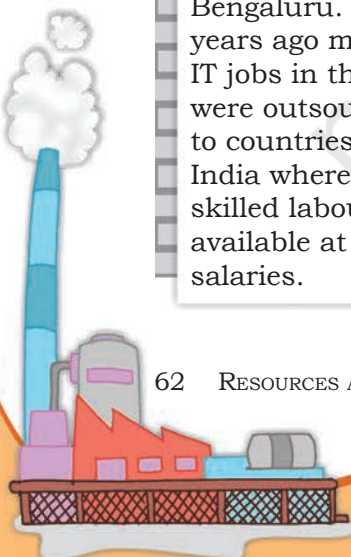 Bengaluru.
years ago m
IT jobs in th
were outsou
to countries
India where
skilled labou
available at
salaries.
62 RESOURCES A